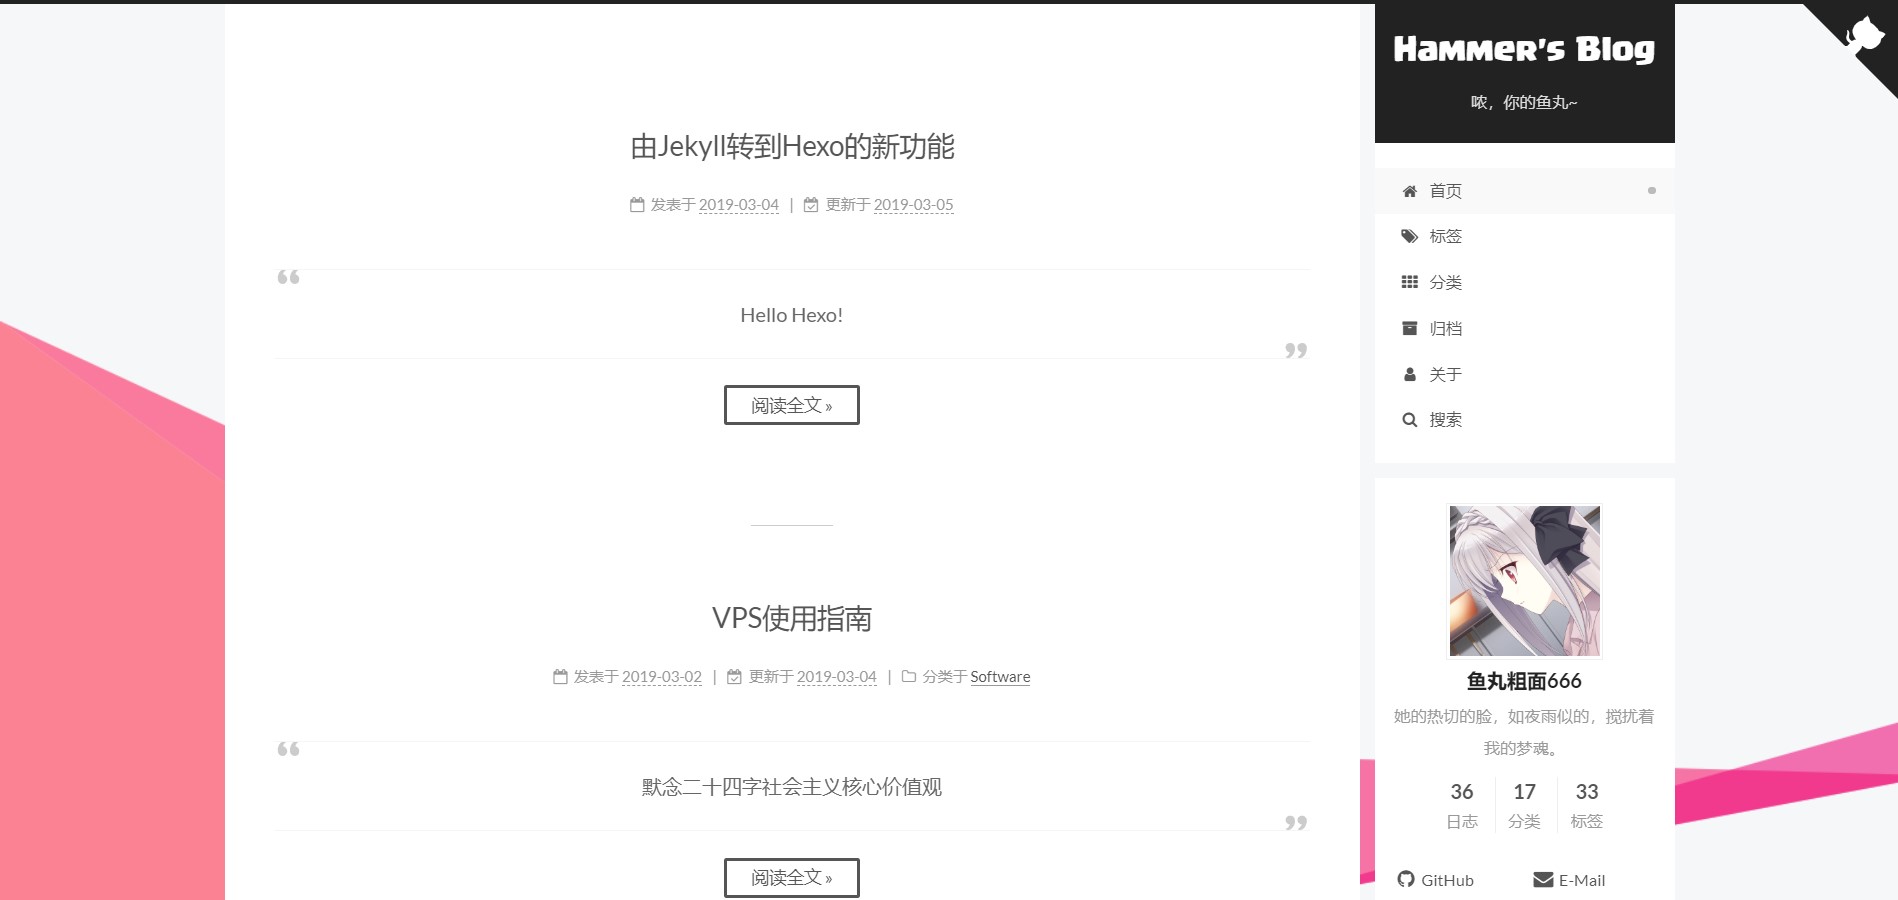 由Jekyll转到Hexo的新功能
发表于 2019-03-04 | 更新于 2019-03-05
“
Hello Hexo!
”
阅读全文 »
VPS使用指南
发表于 2019-03-02 | 更新于 2019-03-04 | 分类于 Software
“
默念二十四字社会主义核心价值观
”
阅读全文 »
Hammer's Blog
哝，你的鱼丸~
首页
标签
分类
归档
关于
搜索
鱼丸粗面666
她的热切的脸，如夜雨似的，搅扰着
我的梦魂。
36 17 33
日志 分类 标签
GitHub E-Mail